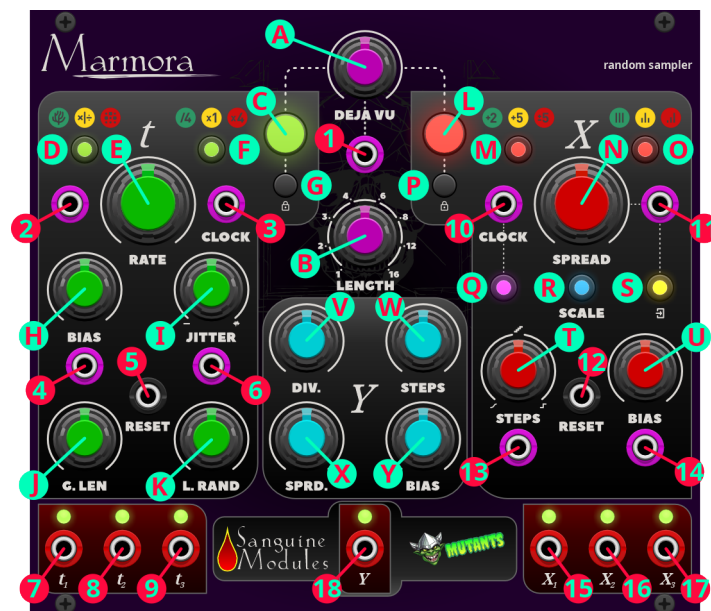 Marmora
random sampler
A
DEJÀ VU
C
L
/4 x1 x4
+2 +5 -5
D E t F
1
M X N O
G
P
2
3
10
11
CLOCK
CLOCK
RATE
SPREAD
4 6
3 8
2 12
1 16
B
LENGTH
Q R S
SCALE
H I
V W
T U
BIAS
JITTER
DIV.
STEPS
4 5 6
12
RESET
Y
STEPS
RESET
BIAS
13
14
J K
X Y
G. LEN
L. RAND
SPRD.
BIAS
7 8 9
t1 t2 t3
Sanguine
Modules
18 Y
MUTANTS
15 16 17
X1 X2 X3